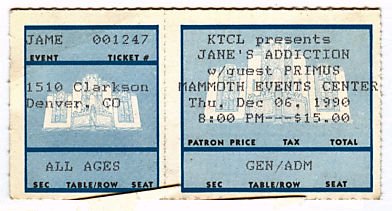 JAME 001247
EVENT TICKET #
1510 Clarkson
Denver, CO
ALL AGES
SEC TABLE/ROW SEAT
KTCL presents
JANE'S ADDICTION
w/guest PRIMUS
MAMMOTH EVENTS CENTER
Thu, Dec 06, 1990
8:00 PM---$15.00
PATRON PRICE TAX TOTAL
GEN/ADM
SEC TABLE/ROW SEAT